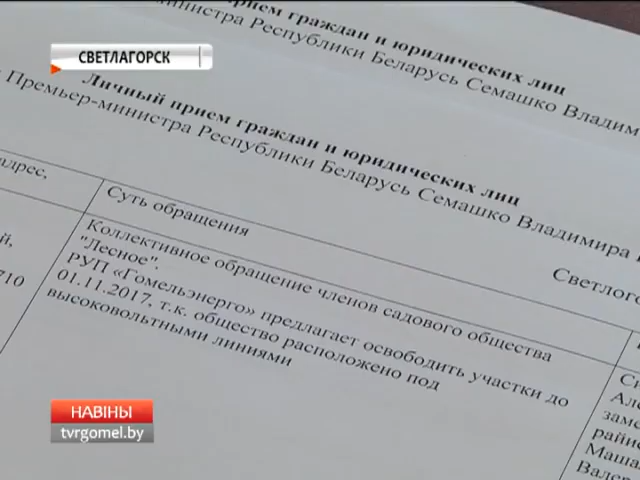 СВЕТЛАГОРСК
прием граждан и юридических лиц
министра Республики Беларусь Семашко
Личный прием граждан и юридических лиц
Премьер-министра Республики Беларусь Семашко Владимира
адрес,
Суть обращения
Светлого
Коллективное обращение членов садового общества
"Лесное".
РУП «Гомельэнерго» предлагает освободить участки до
01.11.2017, т.к. общество расположено под
высоковольтными линиями
710
НАВІНЫ
tvrgomel.by